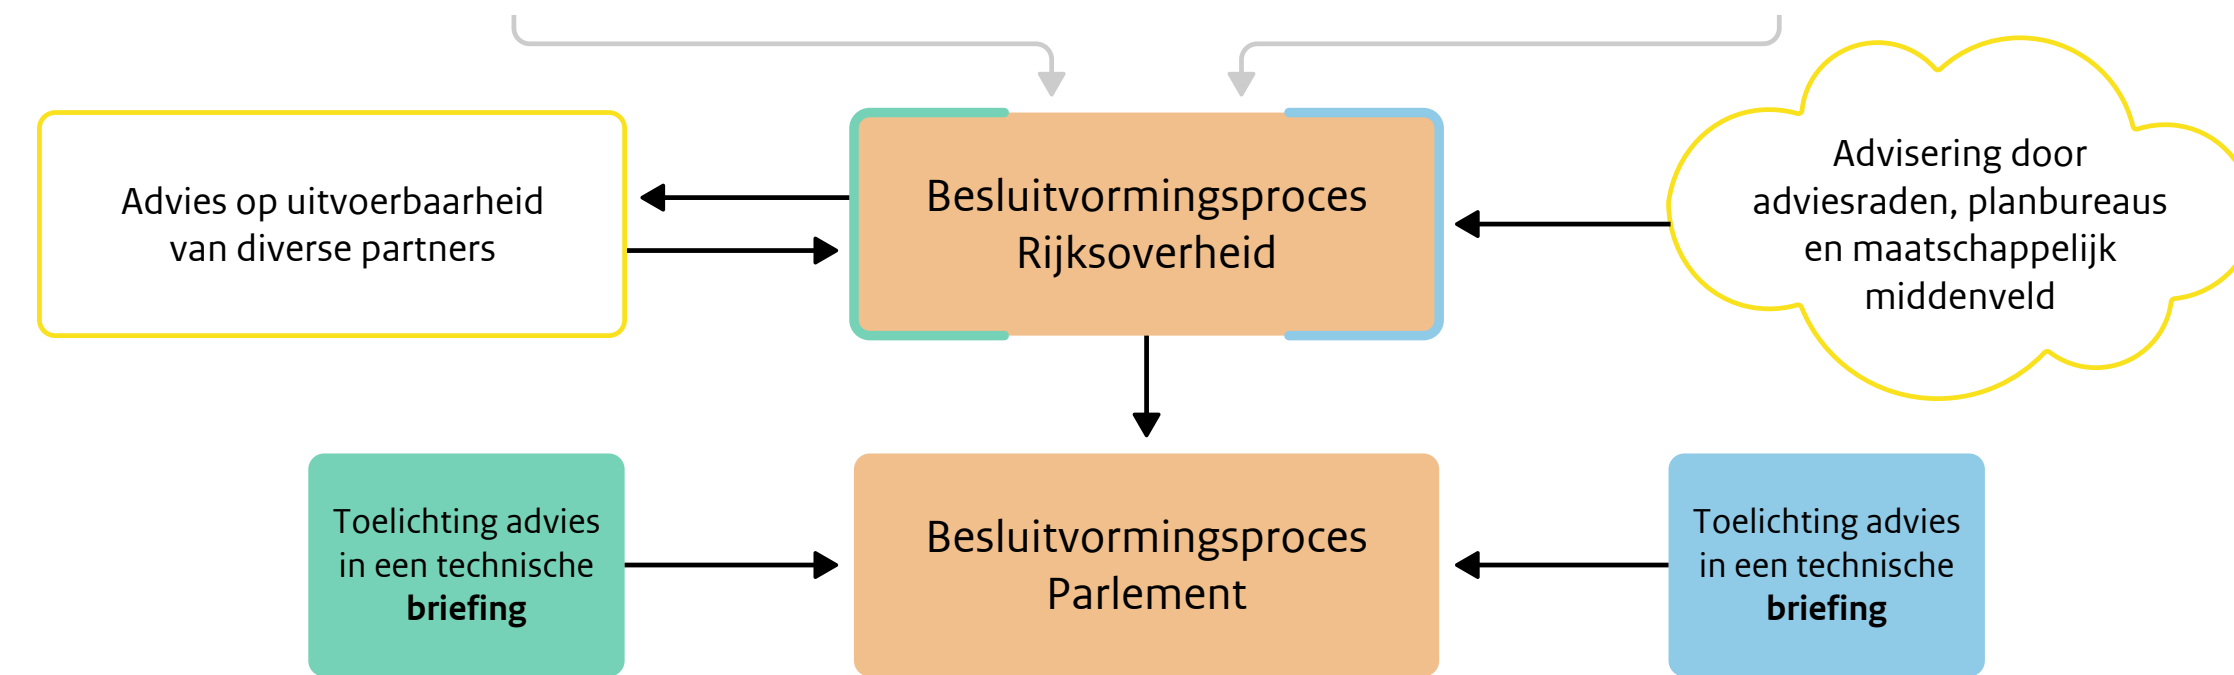 Advies op uitvoerbaarheid
van diverse partners
Besluitvormingsproces
Rijksoverheid
Advisering door
adviesraden, planbureaus
en maatschappelijk
middenveld
Toelichting advies
in een technische
briefing
Besluitvormingsproces
Parlement
Toelichting advies
in een technische
briefing